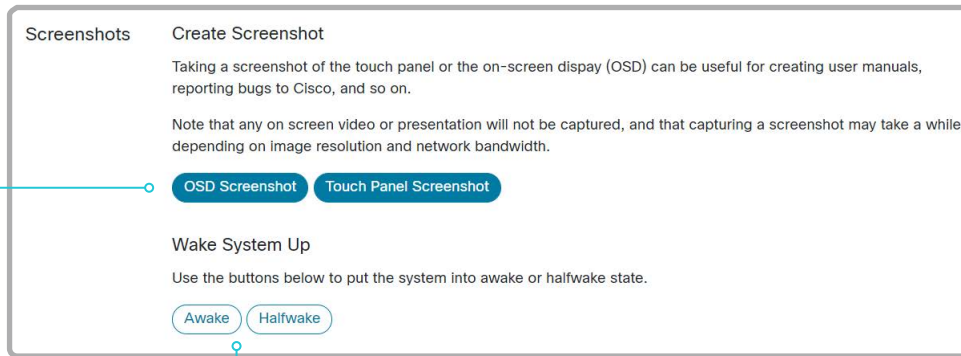 Screenshots
Create Screenshot
Taking a screenshot of the touch panel or the on-screen dispay (OSD) can be useful for creating user manuals,
reporting bugs to Cisco, and so on.
Note that any on screen video or presentation will not be captured, and that capturing a screenshot may take a while
depending on image resolution and network bandwidth.
OSD Screenshot Touch Panel Screenshot
Wake System Up
Use the buttons below to put the system into awake or halfwake state.
Awake Halfwake